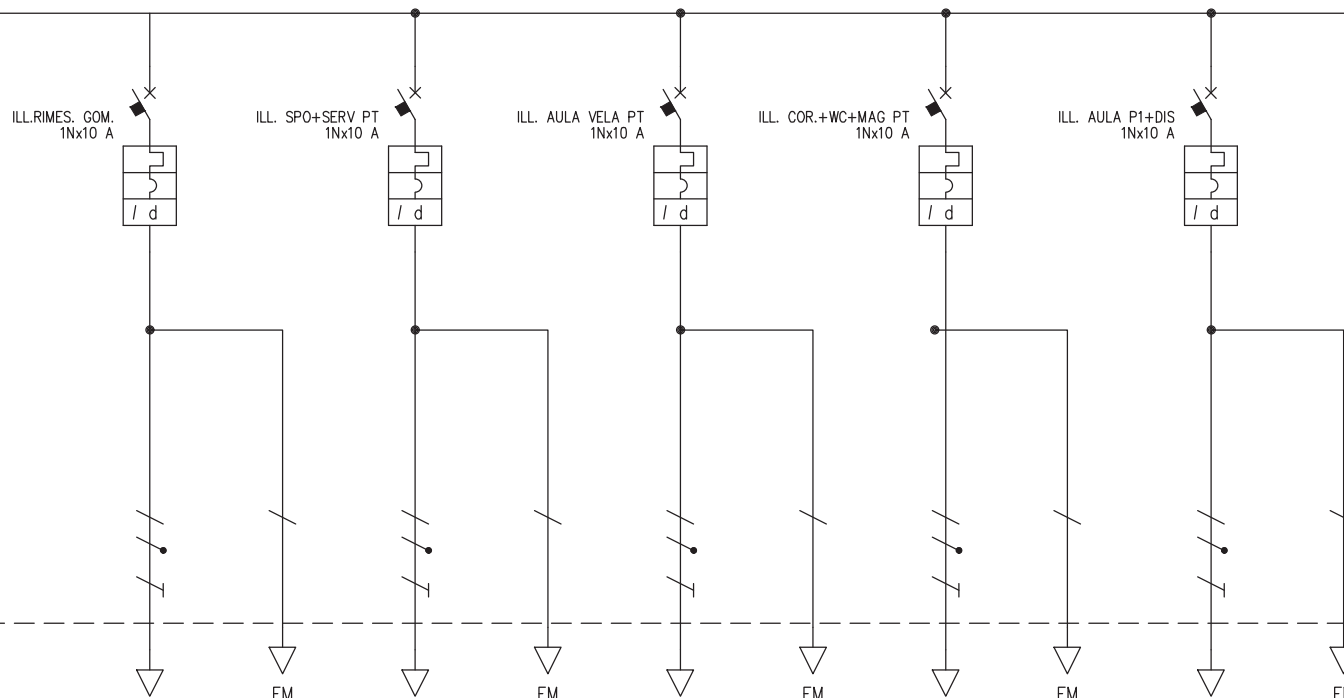 ILL.RIMES. GOM.
1Nx10 A
ILL. SPO+SERV PT
1Nx10 A
ILL. AULA VELA PT
1Nx10 A
ILL. COR.+WC+MAG PT
1Nx10 A
ILL. AULA P1+DIS
1Nx10 A
I d
I d
I d
I d
I d
EM
EM
EM
EM